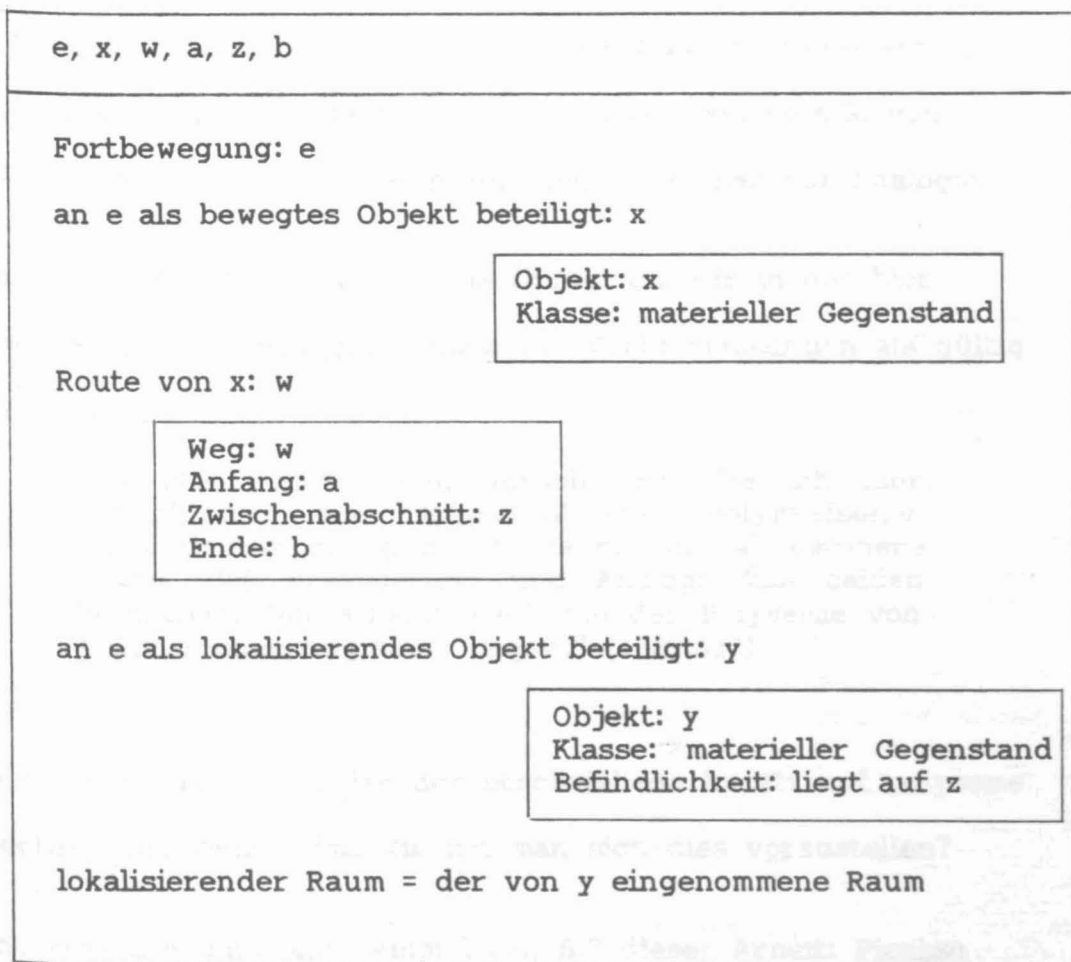 e, x, w, a, z, b
Fortbewegung: e
an e als bewegtes Objekt beteiligt: x
Objekt: x
Klasse: materieller Gegenstand
Route von x: w
Weg: w
Anfang: a
Zwischenabschnitt: z
Ende: b
an e als lokalisierendes Objekt beteiligt: y
Objekt: y
Klasse: materieller Gegenstand
Befindlichkeit: liegt auf z
lokalisierender Raum = der von y eingenommene Raum